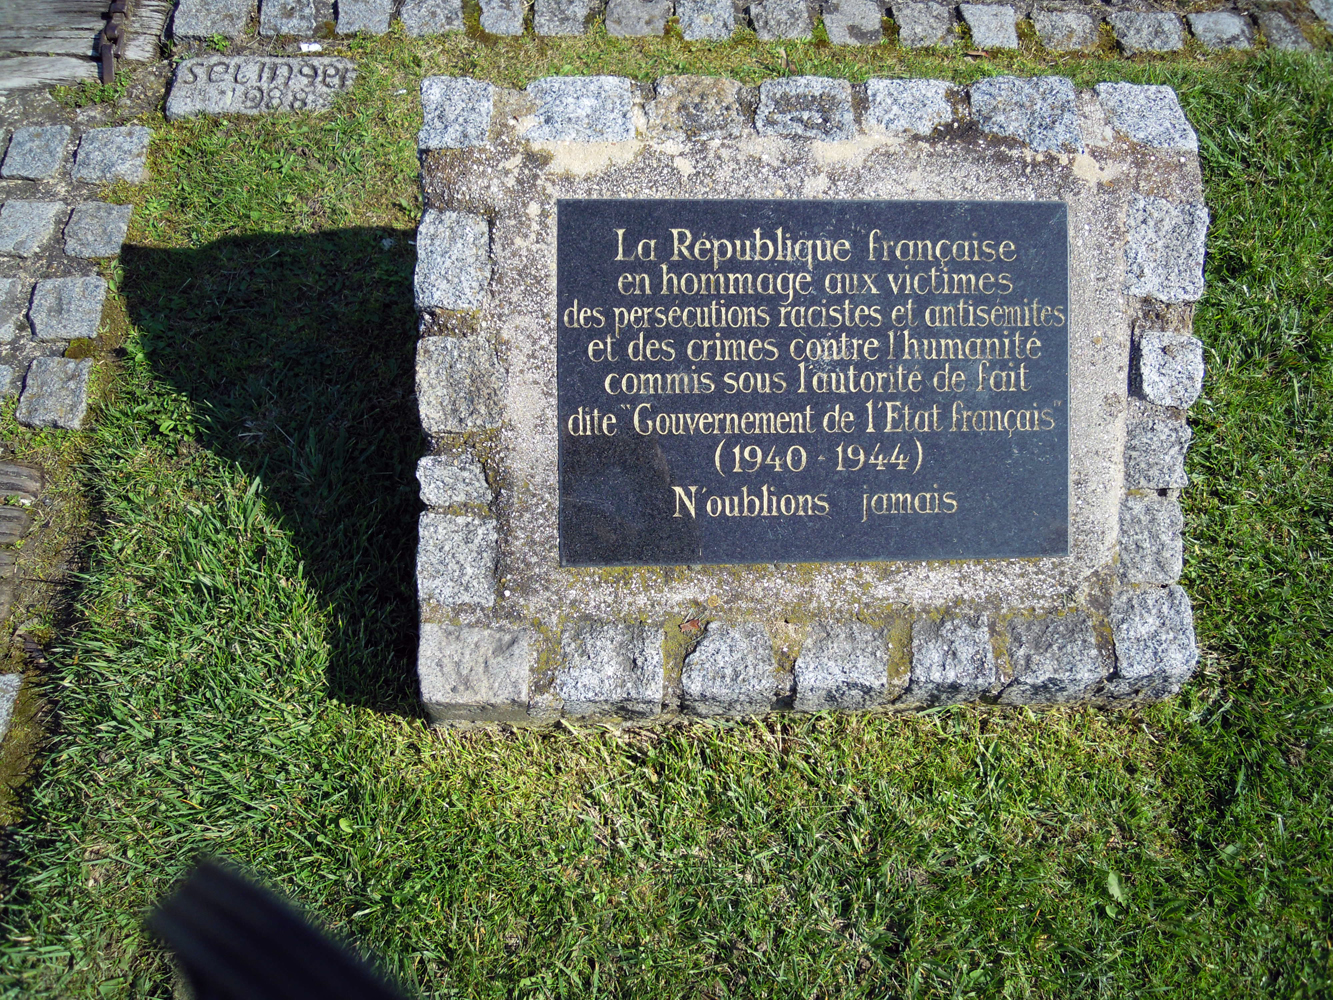 selinger
1988
La République française
en hommage aux victimes
des persécutions racistes et antisemites
et des crimes contre l'humanité
commis sous l'autorité de fait
dite "Gouvernement de l'Etat français"
(1940 - 1944)
N'oublions jamais